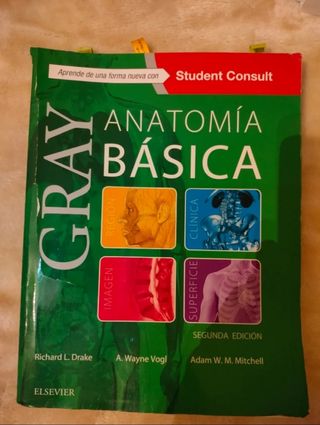 Aprende de una forma nueva con Student Consult
GRAY
ANATOMÍA
BÁSICA
REGIÓN
CLÍNICA
IMAGEN
SUPERFICIE
SEGUNDA EDICIÓN
Richard L. Drake A. Wayne Vogl Adam W. M. Mitchell
ELSEVIER